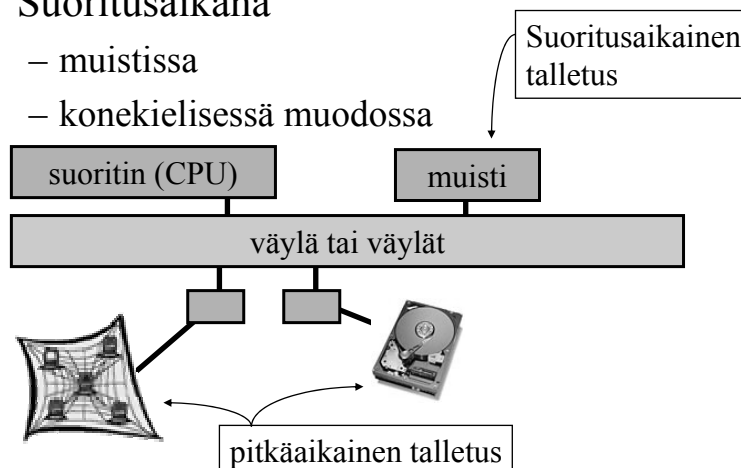 Suoritusaikana
– muistissa
– konekielisessä muodossa
Suoritusaikainen
talletus
suoritin (CPU)
muisti
väylä tai väylät
pitkäaikainen talletus